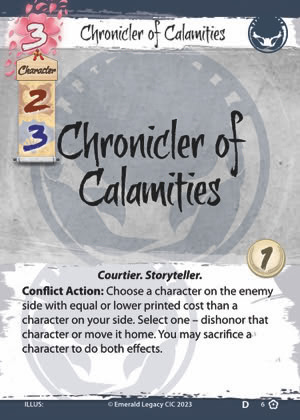 3
Chronicler of Calamities
Character
2
3
Chronicler of
Calamities
1
Courtier. Storyteller.
Conflict Action: Choose a character on the enemy
side with equal or lower printed cost than a
character on your side. Select one – dishonor that
character or move it home. You may sacrifice a
character to do both effects.
ILLUS: © Emerald Legacy CIC 2023 D 6